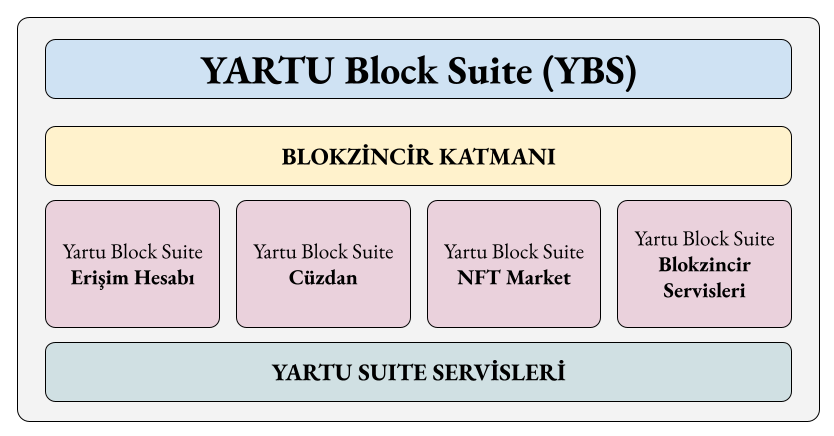 YARTU Block Suite (YBS)
BLOKZİNCİR KATMANI
Yartu Block Suite
Erişim Hesabı
Yartu Block Suite
Cüzdan
Yartu Block Suite
NFT Market
Yartu Block Suite
Blokzincir
Servisleri
YARTU SUITE SERVİSLERİ